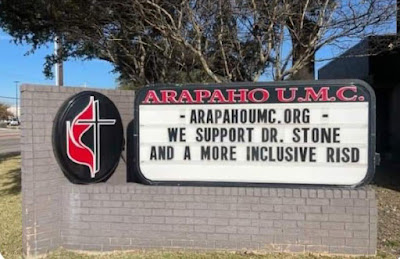 ARAPAHO U.M.C.
- ARAPAHOUMC.ORG -
WE SUPPORT DR. STONE
AND A MORE INCLUSIVE RISD